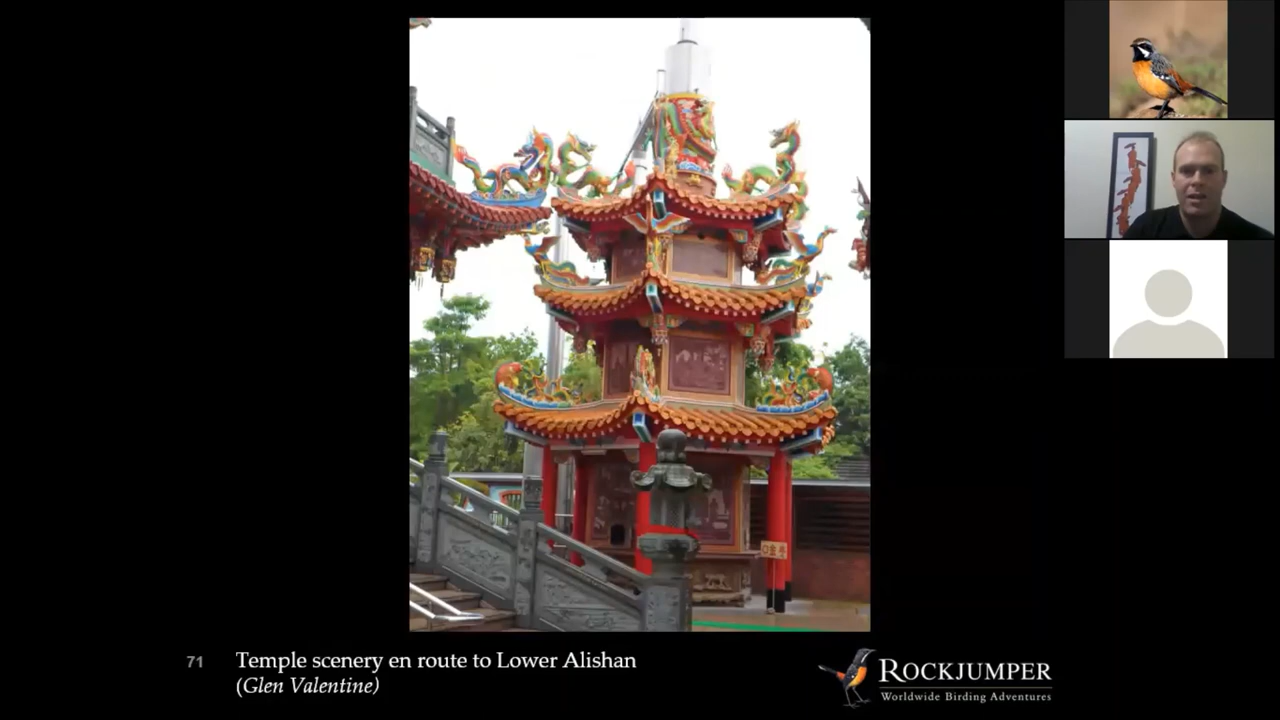 71
Temple scenery en route to Lower Alishan
(Glen Valentine)
ROCKJUMPER
Worldwide Birding Adventures